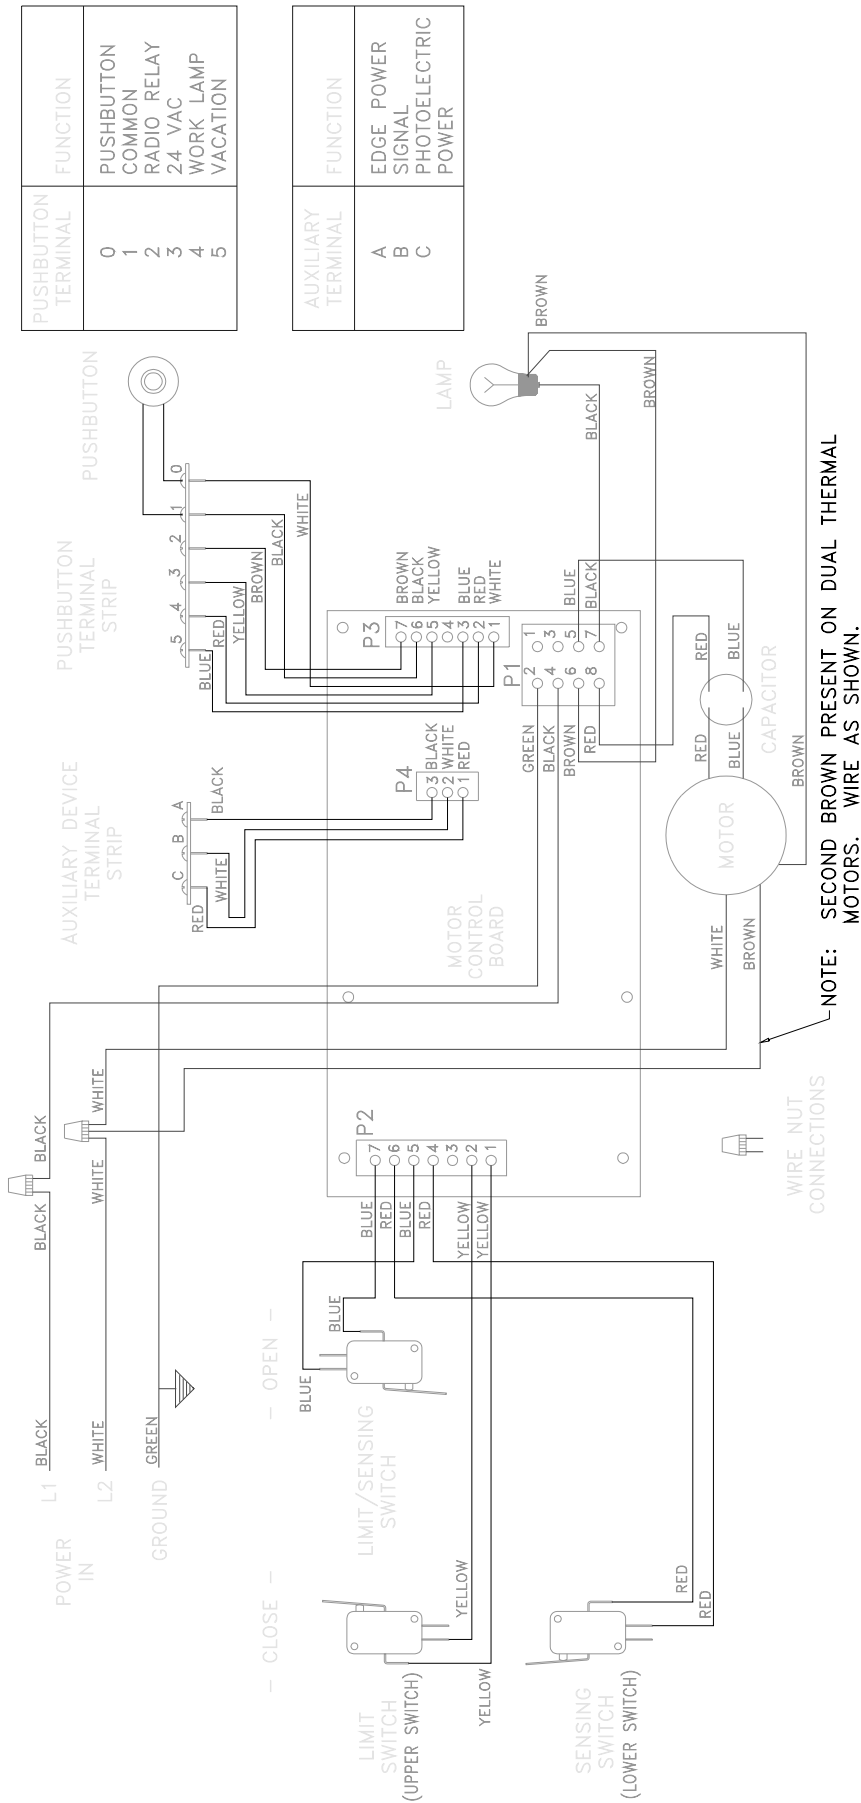 POWER
IN
L1
L2
GROUND
BLACK
WHITE
GREEN
BLACK
BLACK
WHITE
WHITE
- CLOSE -
- OPEN -
LIMIT
SWITCH
(UPPER SWITCH)
YELLOW
YELLOW
SENSING
SWITCH
(LOWER SWITCH)
RED
RED
LIMIT/SENSING
SWITCH
BLUE
BLUE
P2
BLUE 7
RED 6
BLUE 5
RED 4
3
YELLOW 2
YELLOW 1
WIRE NUT
CONNECTIONS
AUXILIARY DEVICE
TERMINAL
STRIP
C B A
RED
WHITE
BLACK
MOTOR
CONTROL
BOARD
P4
3 BLACK
2 WHITE
1 RED
PUSHBUTTON
TERMINAL
STRIP
5 4 3 2 1 0
BLUE
RED
YELLOW
BROWN
BLACK
WHITE
PUSHBUTTON
P3
7 BROWN
6 BLACK
5 YELLOW
4
3 BLUE
2 RED
1 WHITE
P1
GREEN 2 1
BLACK 4 3
BROWN 6 5 BLUE
RED 8 7 BLACK
LAMP
BLACK
BROWN
BROWN
MOTOR
WHITE
BROWN
RED
BLUE
RED
BLUE
CAPACITOR
BROWN
NOTE: SECOND BROWN PRESENT ON DUAL THERMAL
MOTORS. WIRE AS SHOWN.
PUSHBUTTON
TERMINAL
FUNCTION
0 PUSHBUTTON
1 COMMON
2 RADIO RELAY
3 24 VAC
4 WORK LAMP
5 VACATION
AUXILIARY
TERMINAL
FUNCTION
A EDGE POWER
B SIGNAL
C PHOTOELECTRIC
POWER